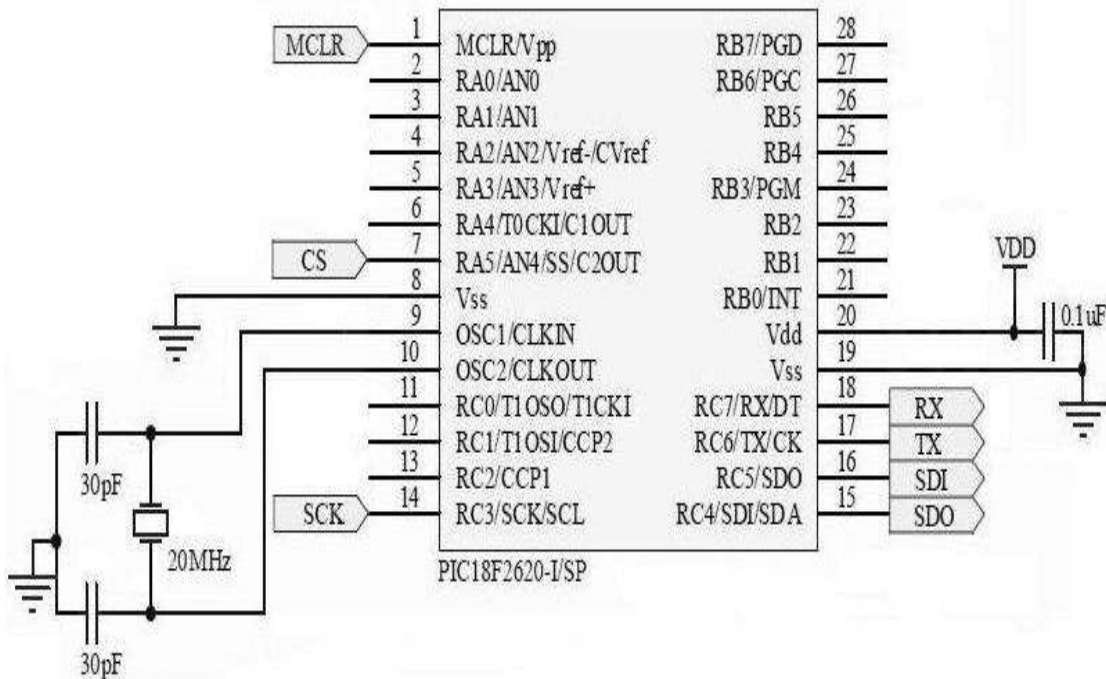 MCLR 1 MCLR/Vpp RB7/PGD 28
2 RA0/AN0 RB6/PGC 27
3 RA1/AN1 RB5 26
4 RA2/AN2/Vref-/CVref RB4 25
5 RA3/AN3/Vref+ RB3/PGM 24
6 RA4/T0CKI/C1OUT RB2 23
CS 7 RA5/AN4/SS/C2OUT RB1 22
VDD
8 Vss RB0/INT 21
9 OSC1/CLKIN Vdd 20 0.1uF
10 OSC2/CLKOUT Vss 19
11 RC0/T1OSO/T1CKI RC7/RX/DT 18 RX
12 RC1/T1OSI/CCP2 RC6/TX/CK 17 TX
30pF 13 RC2/CCP1 RC5/SDO 16 SDI
SCK 14 RC3/SCK/SCL RC4/SDI/SDA 15 SDO
20MHz
PIC18F2620-I/SP
30pF